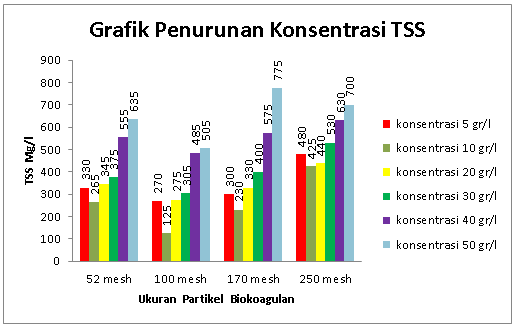 Grafik Penurunan Konsentrasi TSS
TSS Mg/l
900
800
700
600
500
400
300
200
100
0
330
265
345
375
555
635
270
125
275
305
485
505
300
230
330
400
575
775
480
425
440
530
630
700
52 mesh
100 mesh
170 mesh
250 mesh
Ukuran Partikel Biokoagulan
konsentrasi 5 gr/l
konsentrasi 10 gr/l
konsentrasi 20 gr/l
konsentrasi 30 gr/l
konsentrasi 40 gr/l
konsentrasi 50 gr/l